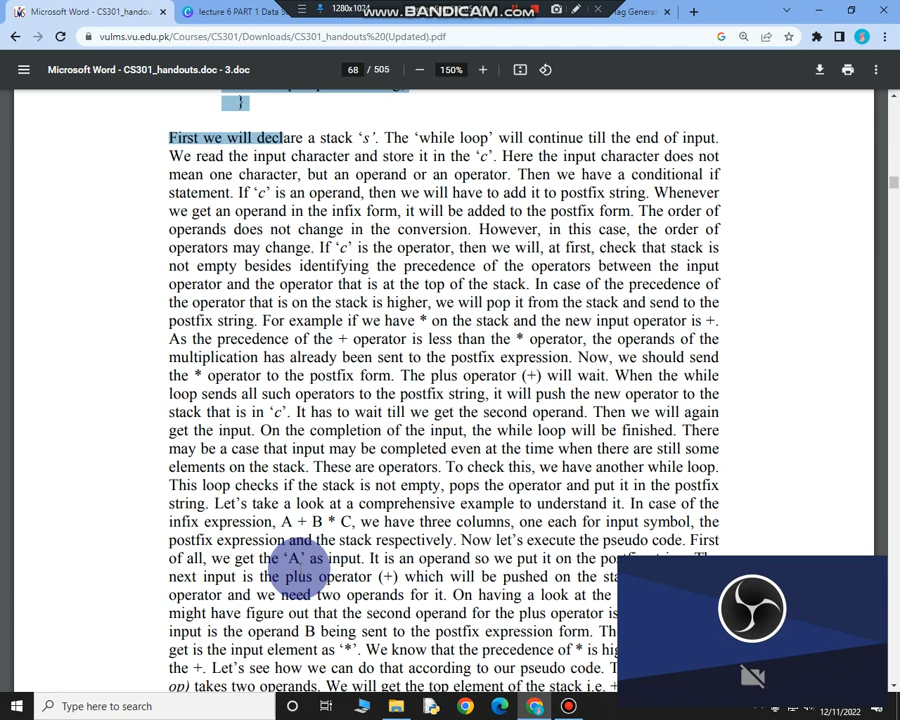 Microsoft Word - CS301_handouts.do
lecture 6 PART 1 Data S
1280x1024
www.BANDICAM.com
ag Generat
vulms.vu.edu.pk/Courses/CS301/Downloads/CS301_handouts%20(Updated).pdf
Microsoft Word - CS301_handouts.doc - 3.doc
68 / 505
150%
}
First we will declare a stack ‘s’. The ‘while loop’ will continue till the end of input.
We read the input character and store it in the ‘c’. Here the input character does not
mean one character, but an operand or an operator. Then we have a conditional if
statement. If ‘c’ is an operand, then we will have to add it to postfix string. Whenever
we get an operand in the infix form, it will be added to the postfix form. The order of
operands does not change in the conversion. However, in this case, the order of
operators may change. If ‘c’ is the operator, then we will, at first, check that stack is
not empty besides identifying the precedence of the operators between the input
operator and the operator that is at the top of the stack. In case of the precedence of
the operator that is on the stack is higher, we will pop it from the stack and send to the
postfix string. For example if we have * on the stack and the new input operator is +.
As the precedence of the + operator is less than the * operator, the operands of the
multiplication has already been sent to the postfix expression. Now, we should send
the * operator to the postfix form. The plus operator (+) will wait. When the while
loop sends all such operators to the postfix string, it will push the new operator to the
stack that is in ‘c’. It has to wait till we get the second operand. Then we will again
get the input. On the completion of the input, the while loop will be finished. There
may be a case that input may be completed even at the time when there are still some
elements on the stack. These are operators. To check this, we have another while loop.
This loop checks if the stack is not empty, pops the operator and put it in the postfix
string. Let’s take a look at a comprehensive example to understand it. In case of the
infix expression, A + B * C, we have three columns, one each for input symbol, the
postfix expression and the stack respectively. Now let’s execute the pseudo code. First
of all, we get the ‘A’ as input. It is an operand so we put it on the
next input is the plus operator (+) which will be pushed on the
operator and we need two operands for it. On having a look at the
might have figure out that the second operand for the plus operator is
input is the operand B being sent to the postfix expression form.
get is the input element as ‘*’. We know that the precedence of * is
the +. Let’s see how we can do that according to our pseudo code.
op) takes two operands. We will get the top element of the stack i.e. +
Type here to search
12/11/2022